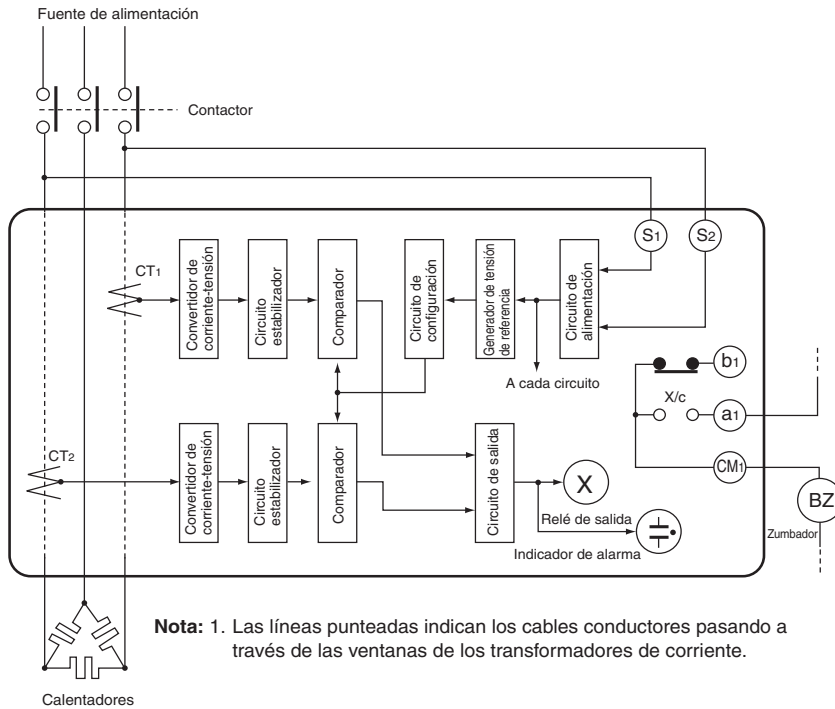 Fuente de alimentación
Contactor
S1
S2
CT1
Convertidor de
corriente-tensión
Circuito
estabilizador
Comparador
Circuito de
configuración
Generador de tensión
de referencia
Circuito de
alimentación
A cada circuito
b1
X/c
a1
CM1
BZ
Zumbador
CT2
Convertidor de
corriente-tensión
Circuito
estabilizador
Comparador
Circuito de salida
X
Relé de salida
Indicador de alarma
Nota: 1. Las líneas punteadas indican los cables conductores pasando a
través de las ventanas de los transformadores de corriente.
Calentadores